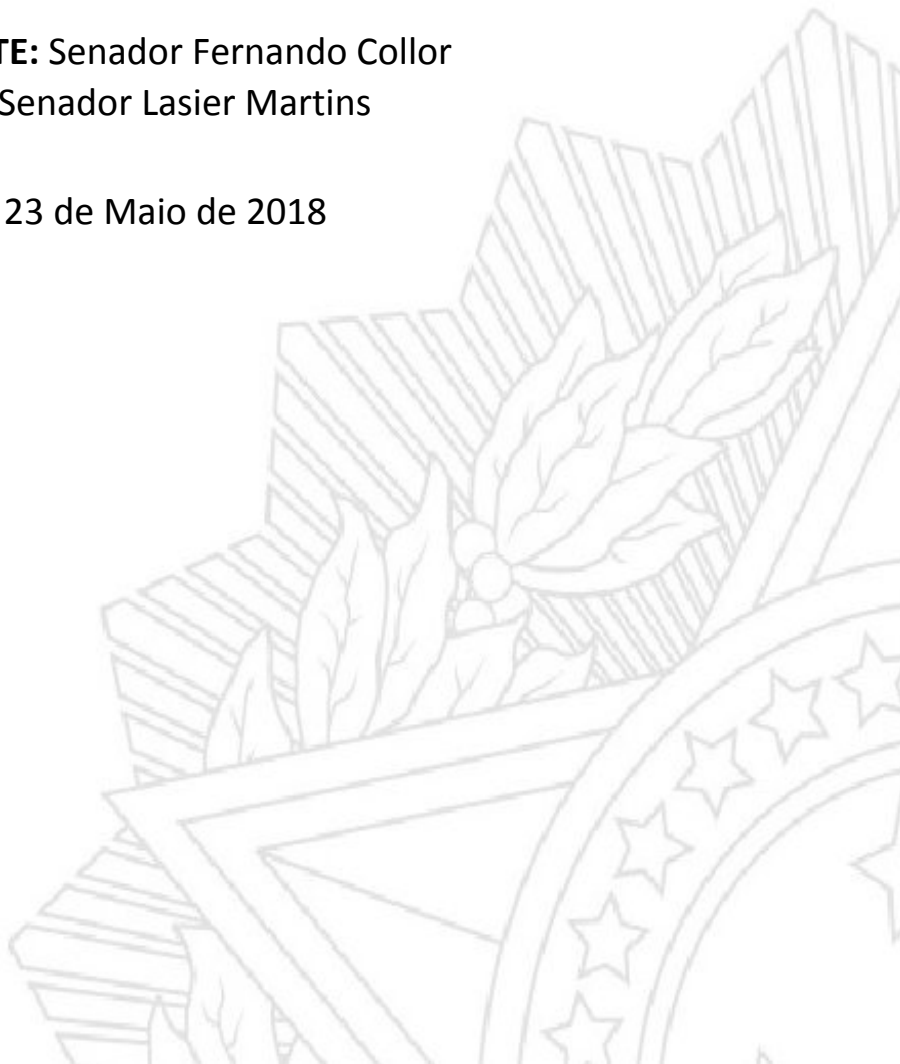 TE: Senador Fernando Collor
Senador Lasier Martins
23 de Maio de 2018